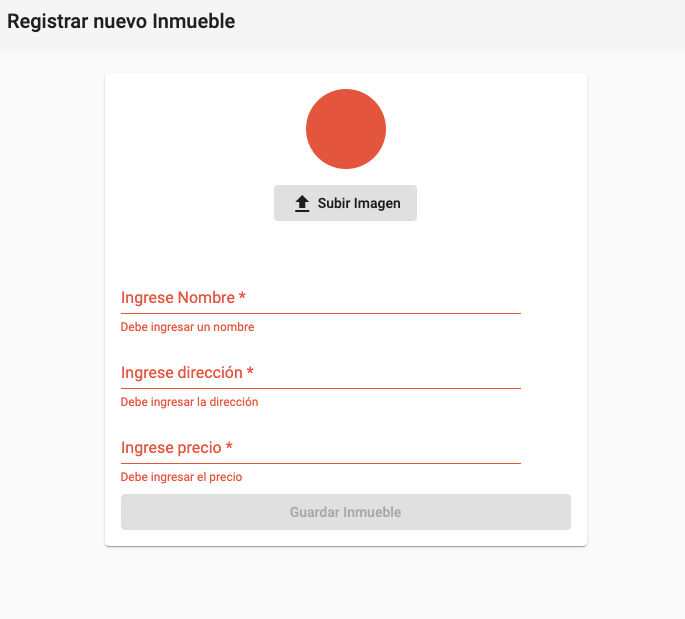 Registrar nuevo Inmueble
Subir Imagen
Ingrese Nombre *
Debe ingresar un nombre
Ingrese dirección *
Debe ingresar la dirección
Ingrese precio *
Debe ingresar el precio
Guardar Inmueble